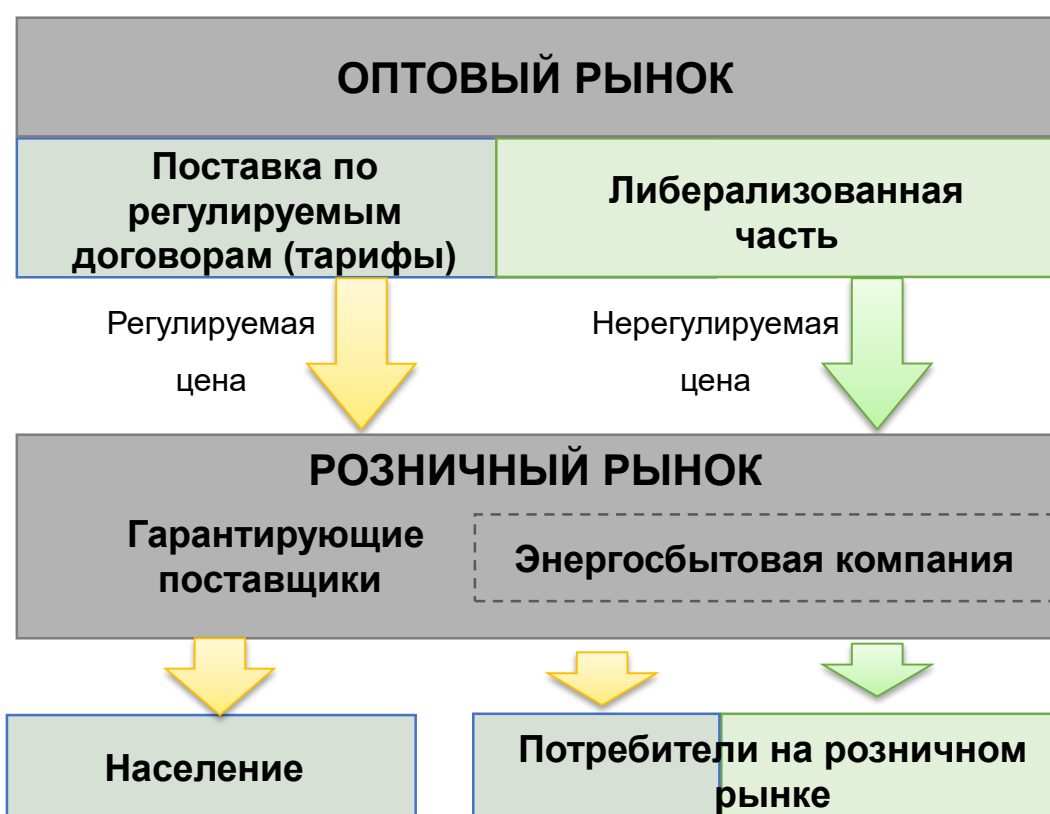 ОПТОВЫЙ РЫНОК
Поставка по
регулируемым
договорам (тарифы)
Либерализованная
часть
Регулируемая
цена
Нерегулируемая
цена
РОЗНИЧНЫЙ РЫНОК
Гарантирующие
поставщики
Энергосбытовая компания
Население
Потребители на розничном
рынке